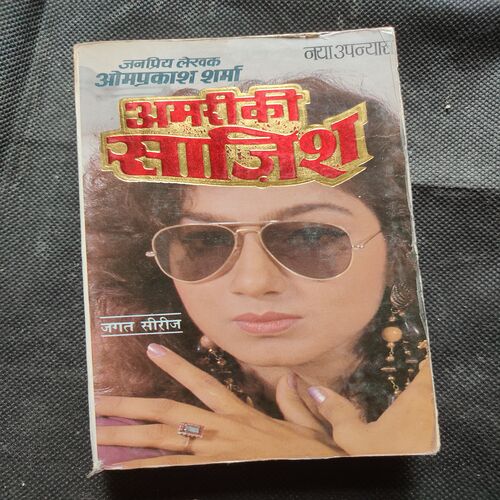 जनप्रिय लेखक
ओमप्रकाश शर्मा
नया उपन्यास
अमरीकी
साज़िश
जगत सीरीज